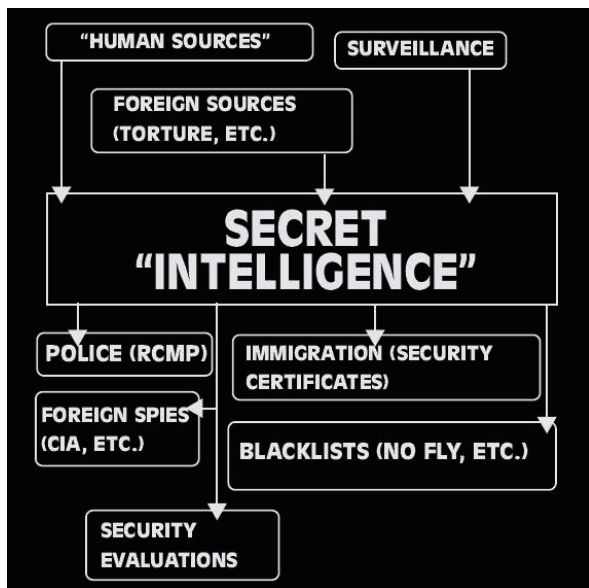 “HUMAN SOURCES”
SURVEILLANCE
FOREIGN SOURCES
(TORTURE, ETC.)
SECRET
“INTELLIGENCE”
POLICE (RCMP)
IMMIGRATION (SECURITY
CERTIFICATES)
FOREIGN SPIES
(CIA, ETC.)
BLACKLISTS (NO FLY, ETC.)
SECURITY
EVALUATIONS